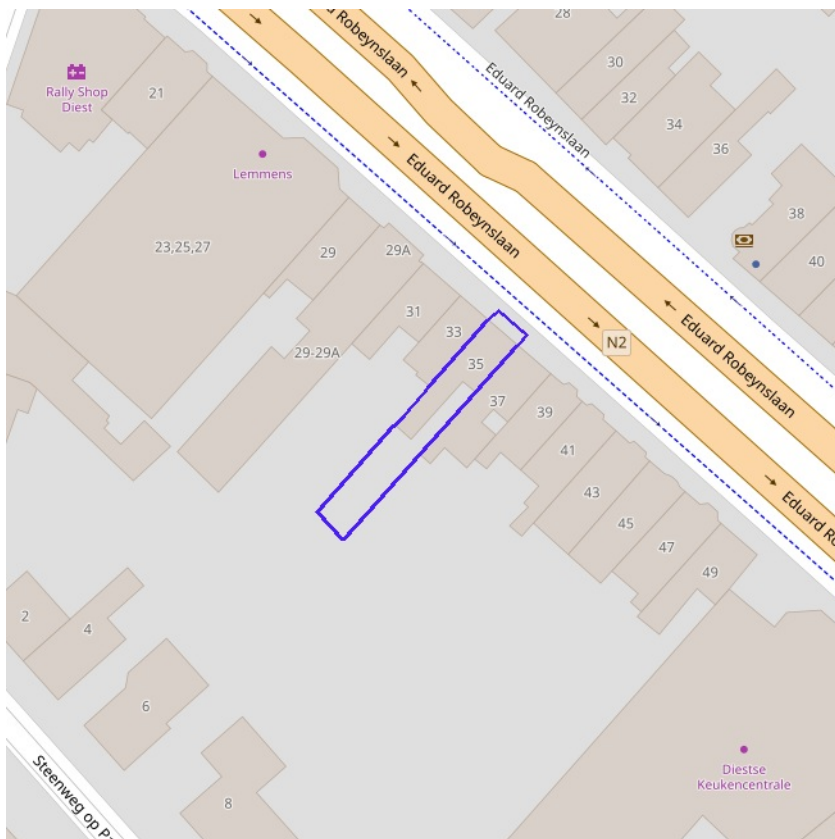 28
Robeynslaan
Eduard Robeynslaan
30
32
34
36
Rally Shop
Diest
21
Lemmens
Eduard Robeynslaan
38
40
23,25,27
29
29A
31
33
35
37
29-29A
N2
Eduard Robeynslaan
39
41
43
45
47
49
Eduard
2
4
6
8
Steenweg op
Diestse
Keukencentrale